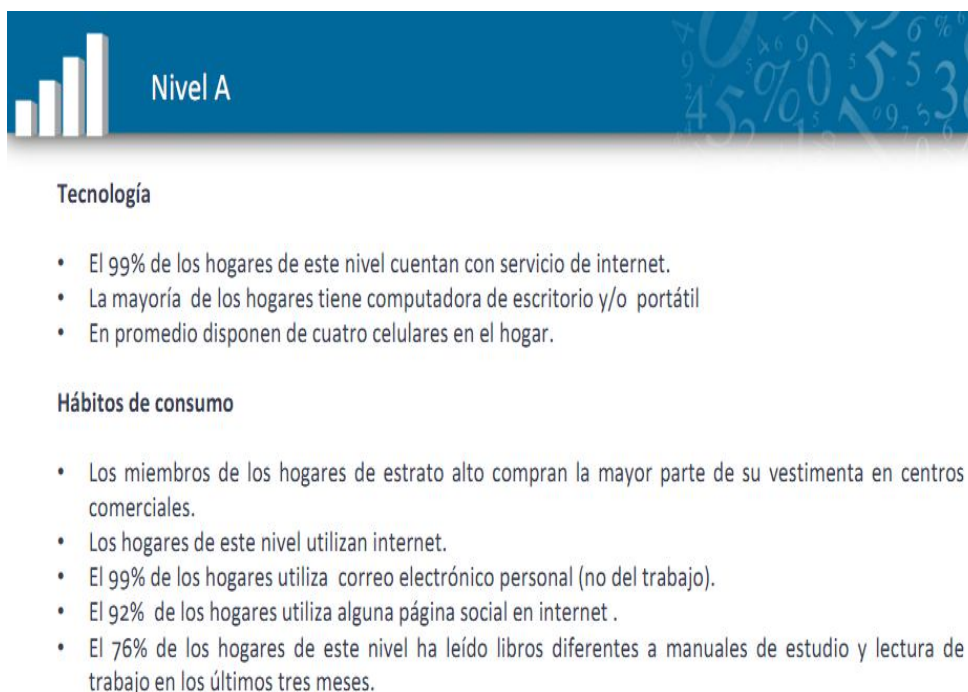 Nivel A
Tecnología
• El 99% de los hogares de este nivel cuentan con servicio de internet.
• La mayoría de los hogares tiene computadora de escritorio y/o portátil
• En promedio disponen de cuatro celulares en el hogar.
Hábitos de consumo
• Los miembros de los hogares de estrato alto compran la mayor parte de su vestimenta en centros
comerciales.
• Los hogares de este nivel utilizan internet.
• El 99% de los hogares utiliza correo electrónico personal (no del trabajo).
• El 92% de los hogares utiliza alguna página social en internet .
• El 76% de los hogares de este nivel ha leído libros diferentes a manuales de estudio y lectura de
trabajo en los últimos tres meses.